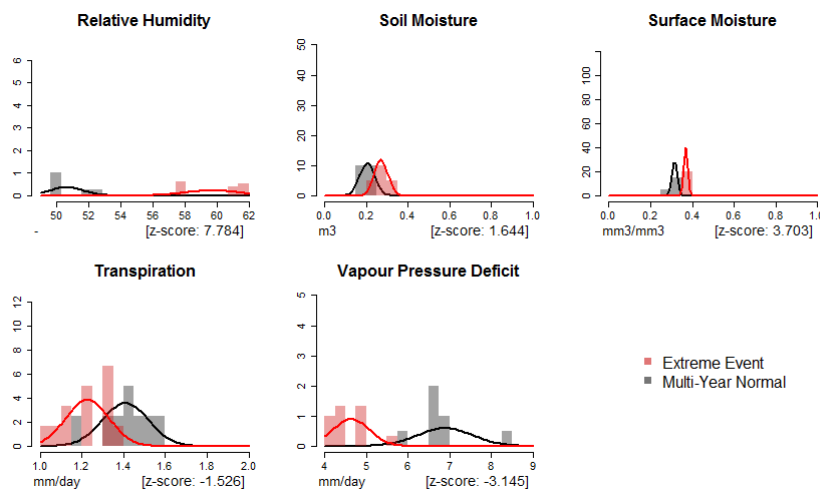 Relative Humidity
6
5
4
3
2
1
0
50 52 54 56 58 60 62
- [z-score: 7.784]
Soil Moisture
50
40
30
20
10
0
0.0 0.2 0.4 0.6 0.8 1.0
m3 [z-score: 1.644]
Surface Moisture
100
80
60
40
20
0
0.0 0.2 0.4 0.6 0.8 1.0
mm3/mm3 [z-score: 3.703]
Transpiration
12
10
8
6
4
2
0
1.0 1.2 1.4 1.6 1.8 2.0
mm/day [z-score: -1.526]
Vapour Pressure Deficit
5
4
3
2
1
0
4 5 6 7 8 9
mm/day [z-score: -3.145]
Extreme Event
Multi-Year Normal